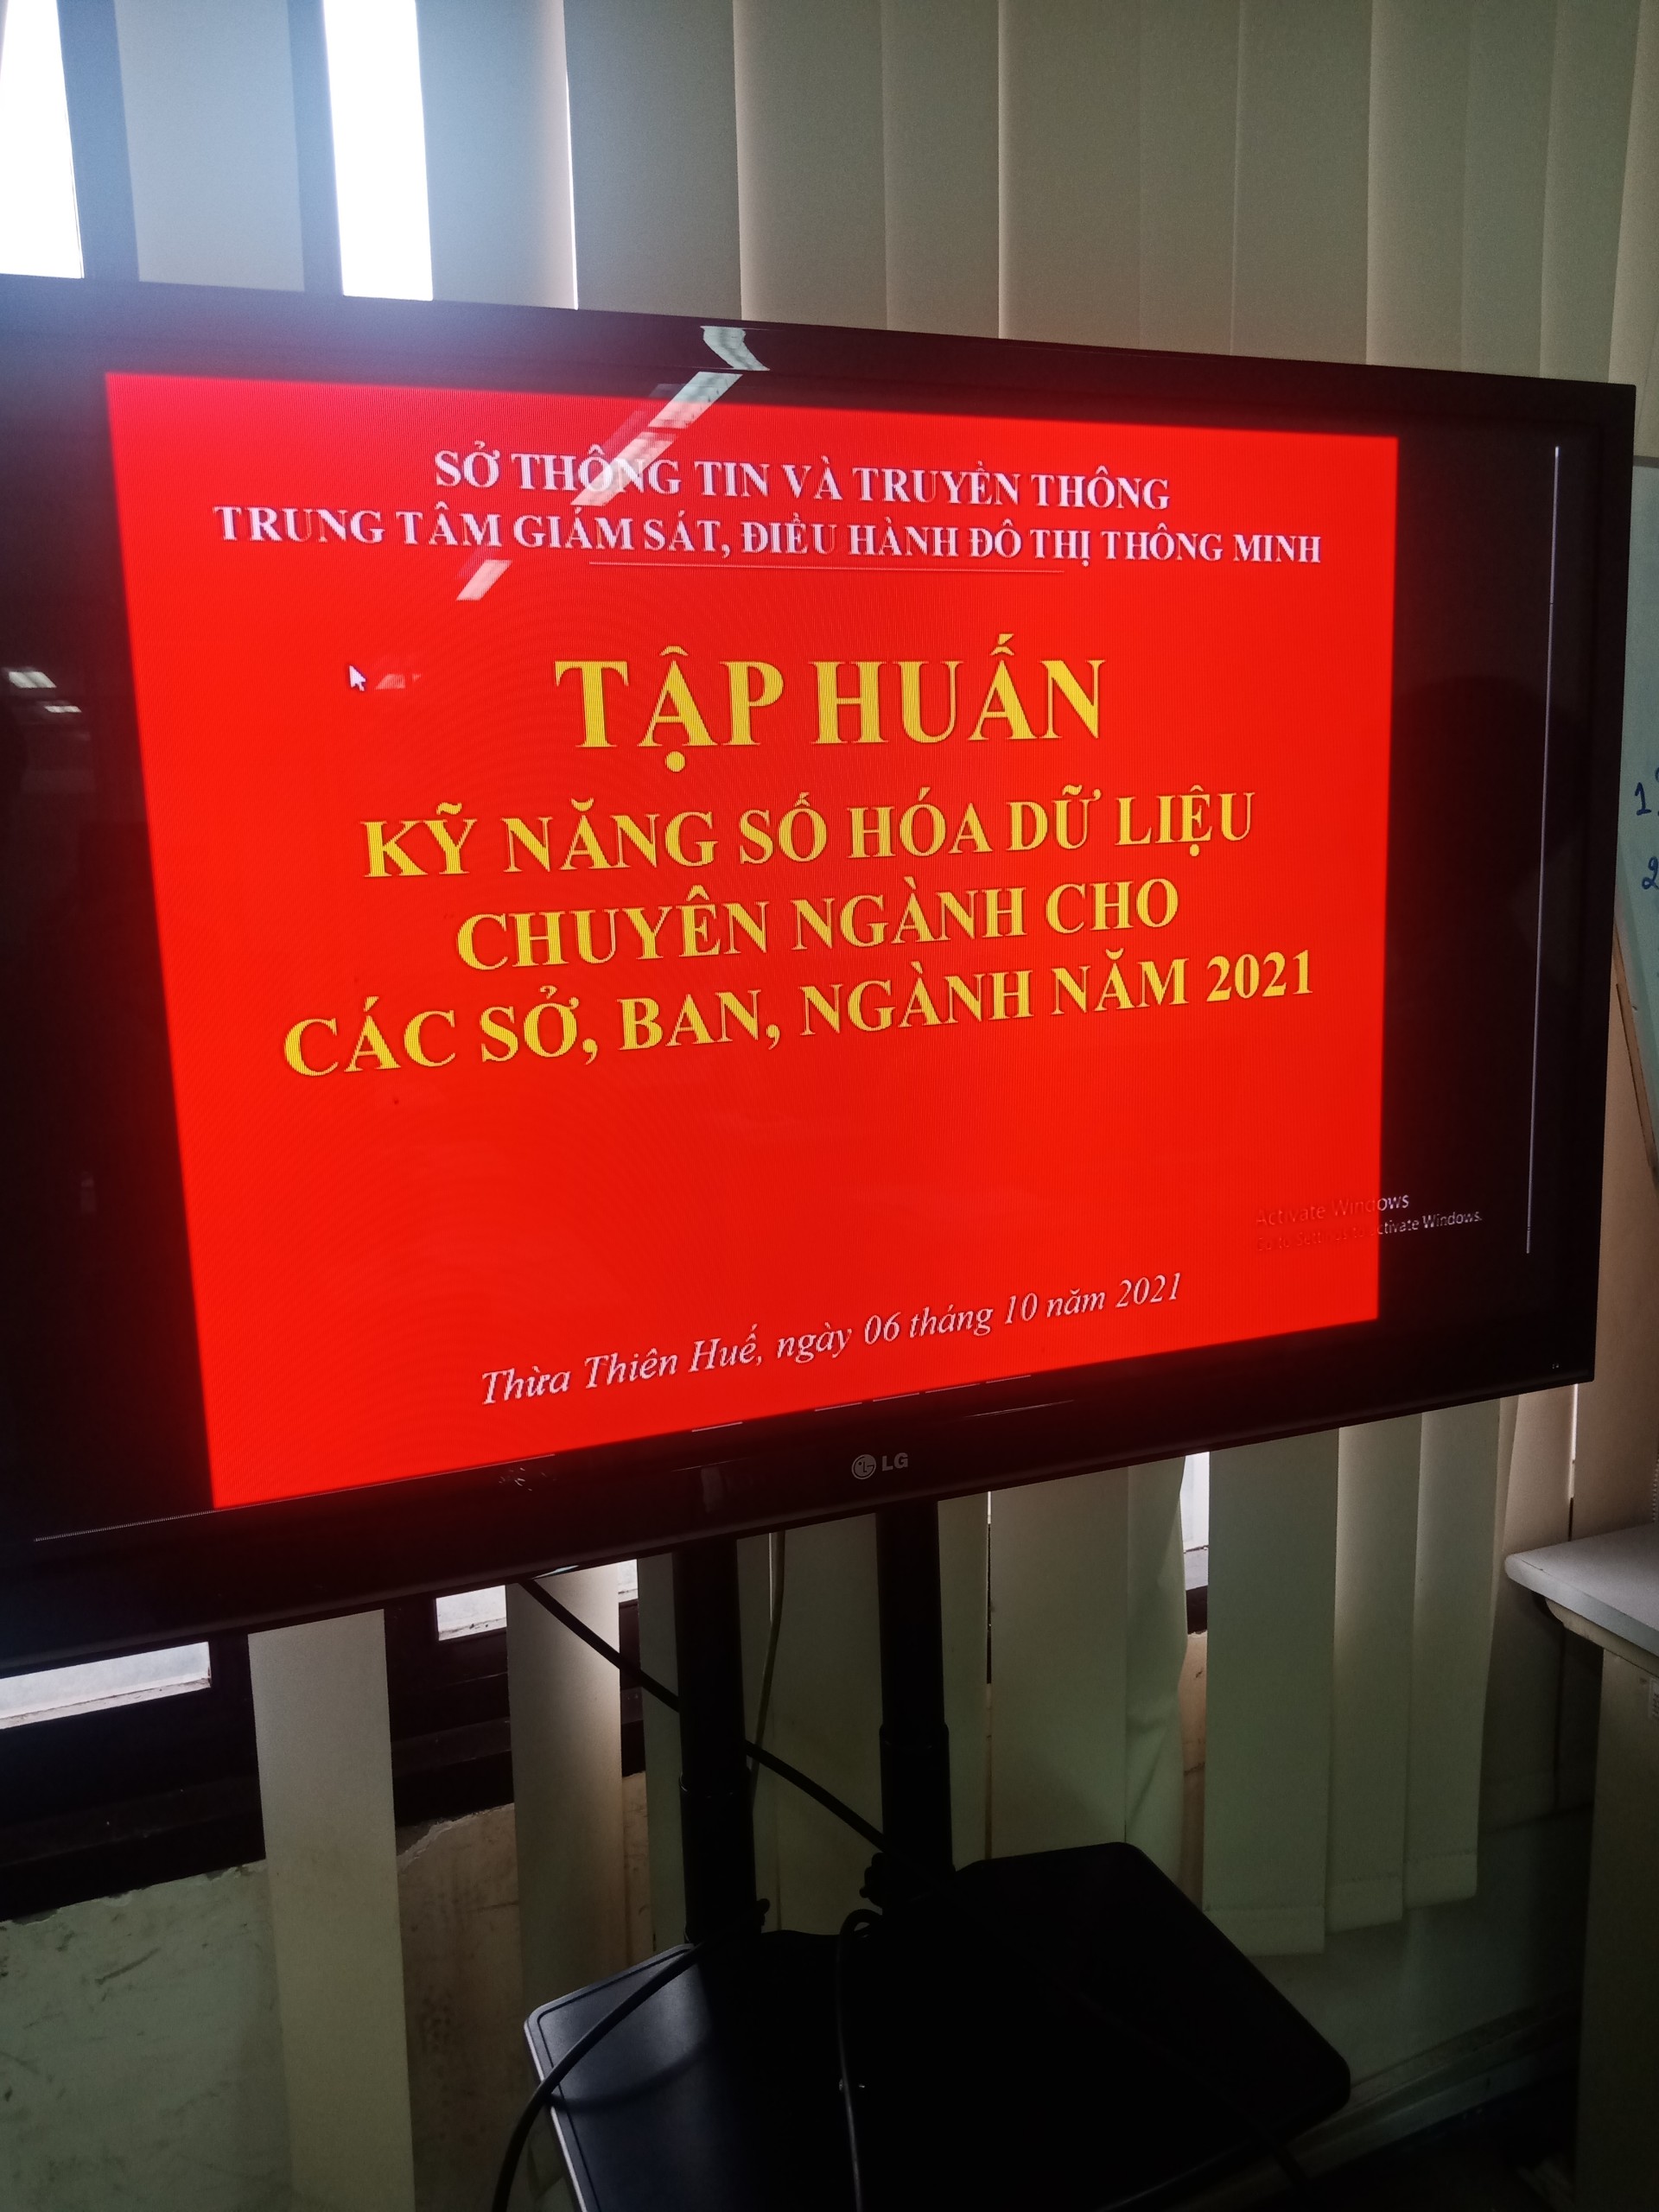 SỞ THÔNG TIN VÀ TRUYỀN THÔNG
TRUNG TÂM GIÁM SÁT, ĐIỀU HÀNH ĐÔ THỊ THÔNG MINH
TẬP HUẤN
KỸ NĂNG SỐ HÓA DỮ LIỆU
CHUYÊN NGÀNH CHO
CÁC SỞ, BAN, NGÀNH NĂM 2021
Activate Windows
Go to Settings to activate Windows.
Thừa Thiên Huế, ngày 06 tháng 10 năm 2021
LG
1
2